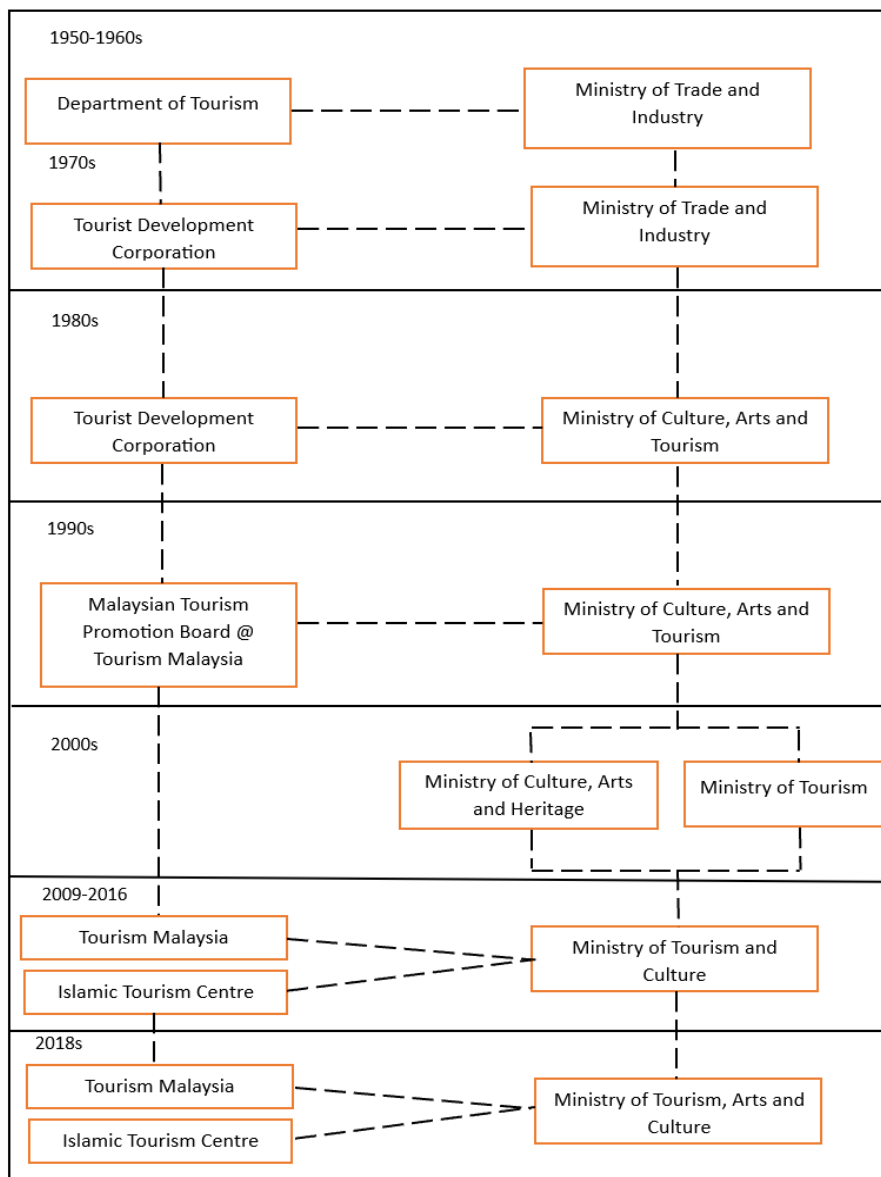 1950-1960s
Department of Tourism
Ministry of Trade and
Industry
1970s
Tourist Development
Corporation
Ministry of Trade and
Industry
1980s
Tourist Development
Corporation
Ministry of Culture, Arts and
Tourism
1990s
Malaysian Tourism
Promotion Board @
Tourism Malaysia
Ministry of Culture, Arts and
Tourism
2000s
Ministry of Culture, Arts
and Heritage
Ministry of Tourism
2009-2016
Tourism Malaysia
Islamic Tourism Centre
Ministry of Tourism and
Culture
2018s
Tourism Malaysia
Islamic Tourism Centre
Ministry of Tourism, Arts and
Culture